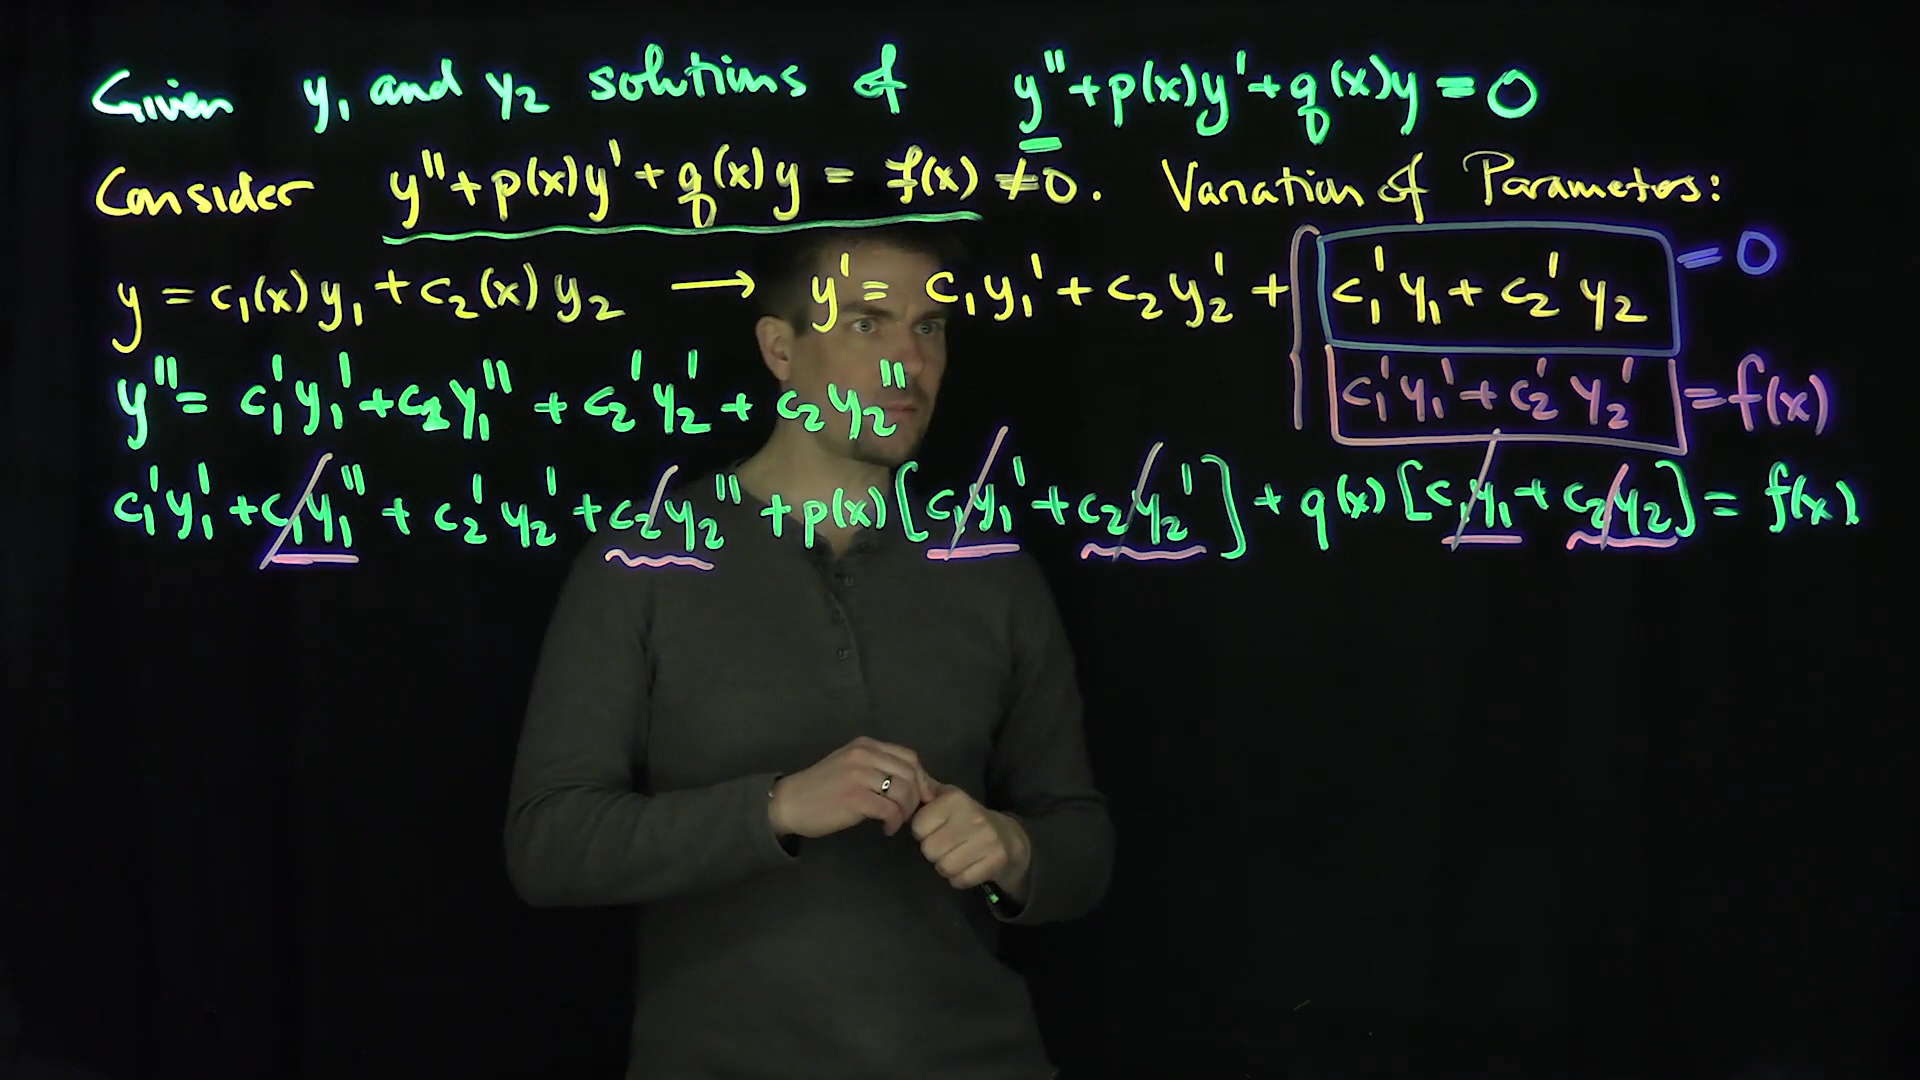 Given y₁ and y₂ solutions of y" + p(x)y' + q(x)y = 0
Consider y" + p(x)y' + q(x)y = f(x) ≠ 0. Variation of Parameters:
y = c₁(x)y₁ + c₂(x)y₂ → y' = c₁y₁' + c₂y₂' + c₁'y₁ + c₂'y₂ = 0
y" = c₁'y₁' + c₁y₁" + c₂'y₂' + c₂y₂" c₁'y₁' + c₂'y₂' = f(x)
c₁'y₁' + c₁y₁" + c₂'y₂' + c₂y₂" + p(x)[c₁y₁' + c₂y₂'] + q(x)[c₁y₁ + c₂y₂] = f(x).